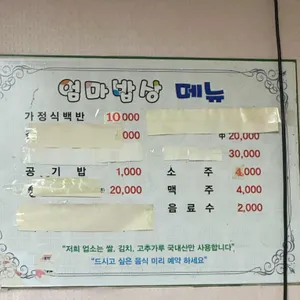 엄마밥상 메뉴
가정식백반 10,000
000 中 20,000
30,000
공기밥 1,000 소주 4,000
20,000 맥주 4,000
음료수 2,000
"저희 업소는 쌀, 김치, 고추가루 국내산만 사용합니다"
"드시고 싶은 음식 미리 예약 하세요"